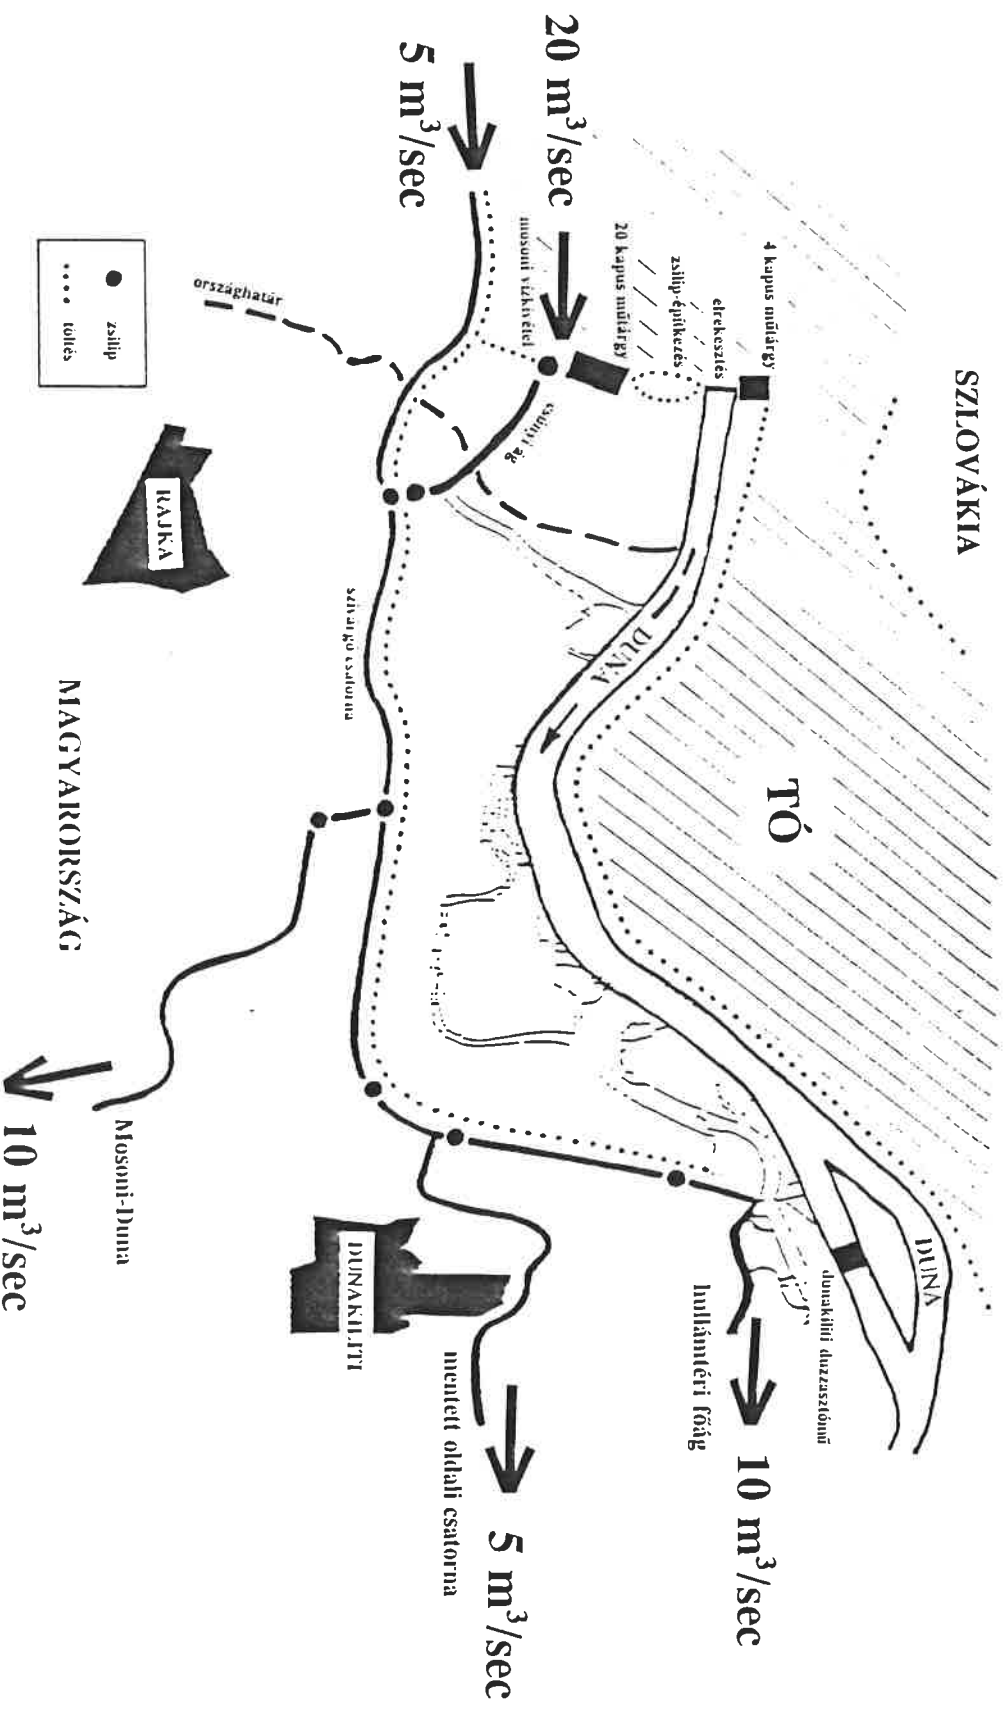 SZLOVÁKIA
4 kapus műtárgy
elrekesztés
zsilip-építkezés
20 kapus műtárgy
mosoni vízkivétel
20 m³/sec
5 m³/sec
csúnyi ág
országhatár
zsilip
töltés
RAJKA
szivárgó csatorna
DUNA
TÓ
MAGYARORSZÁG
DUNA
dunakiliti duzzasztómű
hullámtéri főág
10 m³/sec
DUNAKILITI
mentett oldali csatorna
5 m³/sec
Mosoni-Duna
10 m³/sec